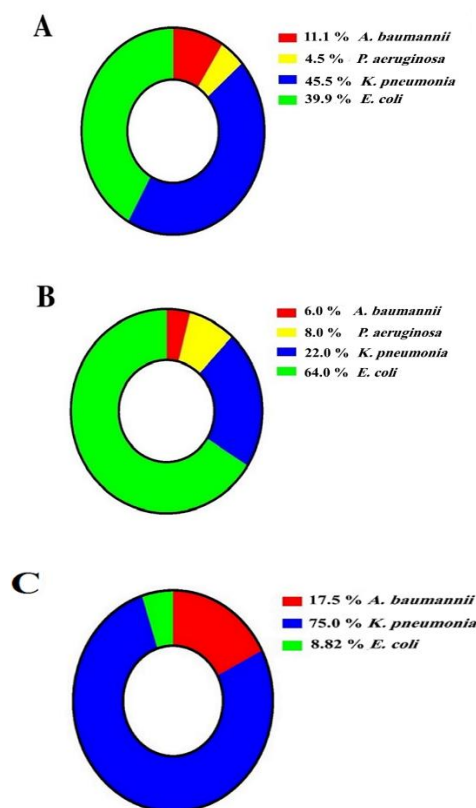 A
11.1 % A. baumannii
4.5 % P. aeruginosa
45.5 % K. pneumonia
39.9 % E. coli
B
6.0 % A. baumannii
8.0 % P. aeruginosa
22.0 % K. pneumonia
64.0 % E. coli
C
17.5 % A. baumannii
75.0 % K. pneumonia
8.82 % E. coli